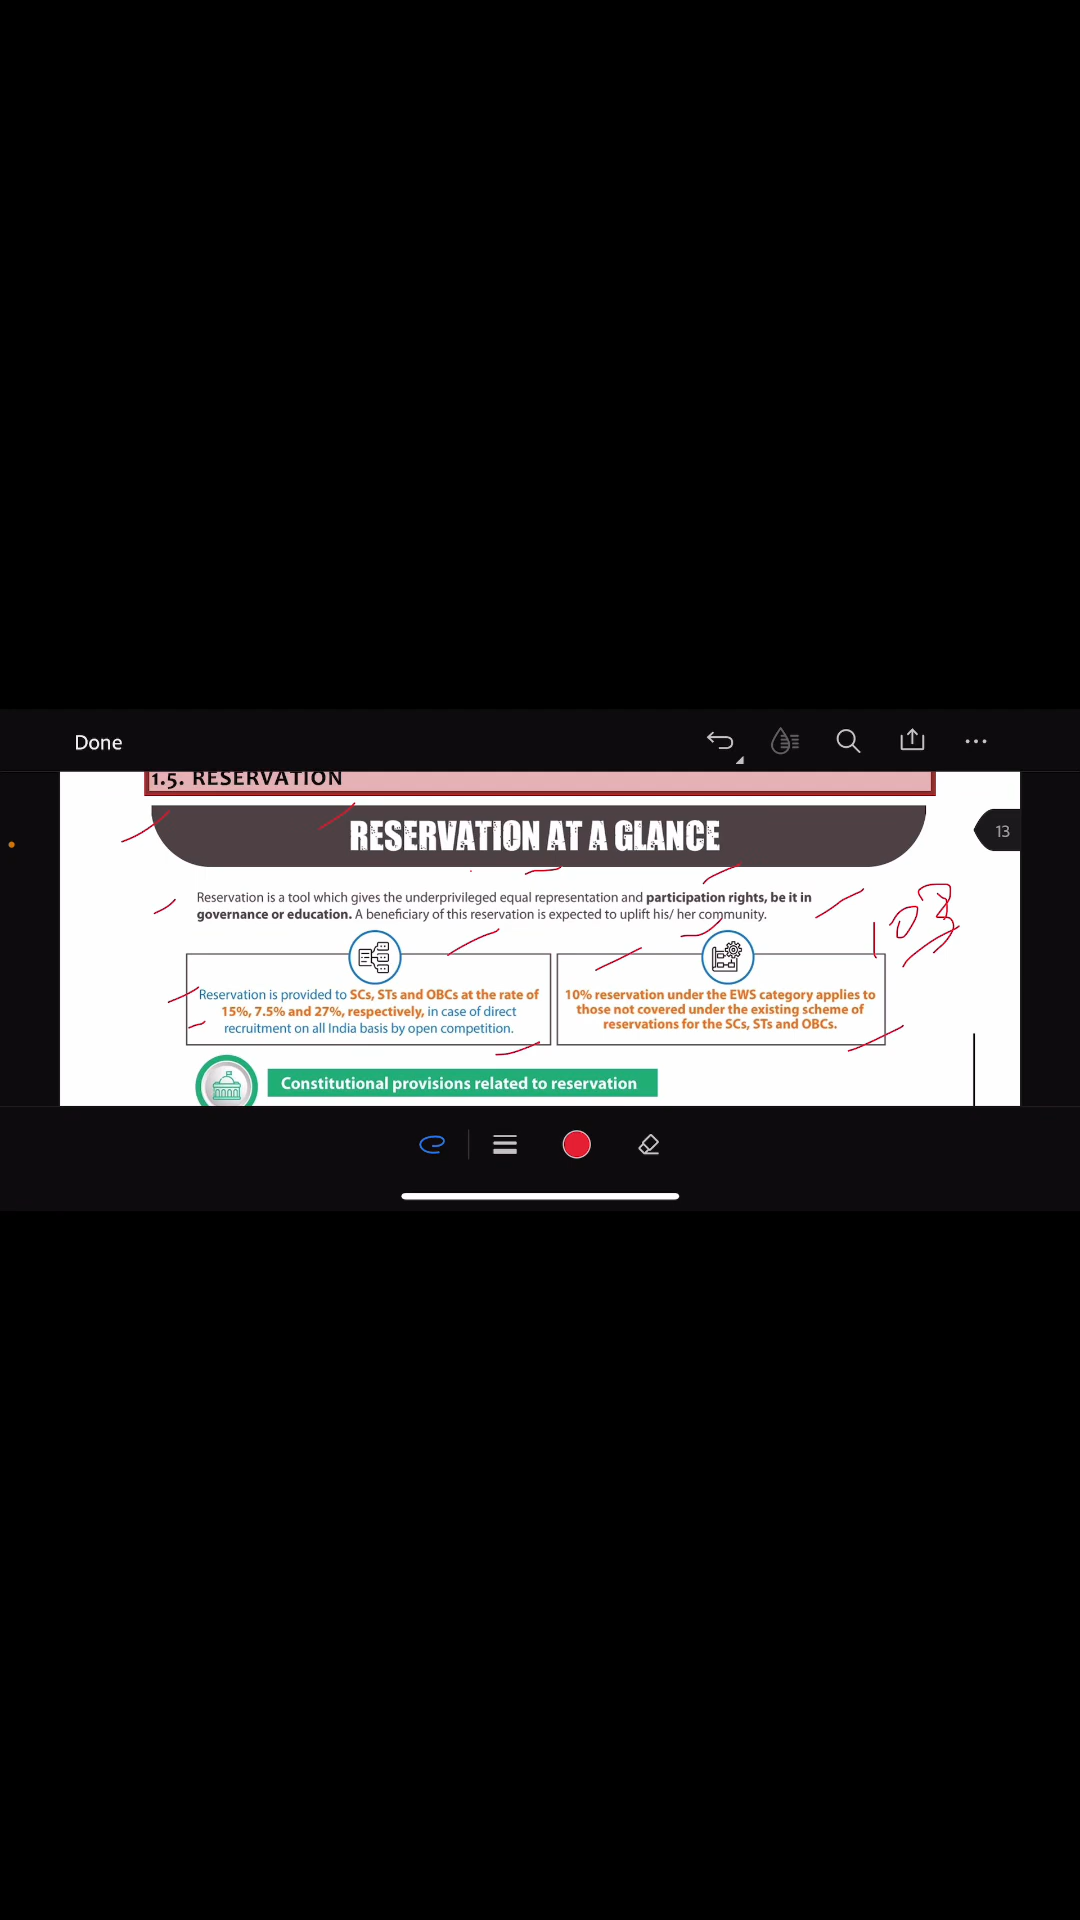 Done
1.5. RESERVATION
RESERVATION AT A GLANCE
13
Reservation is a tool which gives the underprivileged equal representation and participation rights, be it in
governance or education. A beneficiary of this reservation is expected to uplift his/ her community.
103
Reservation is provided to SCs, STs and OBCs at the rate of
15%, 7.5% and 27%, respectively, in case of direct
recruitment on all India basis by open competition.
10% reservation under the EWS category applies to
those not covered under the existing scheme of
reservations for the SCs, STs and OBCs.
Constitutional provisions related to reservation